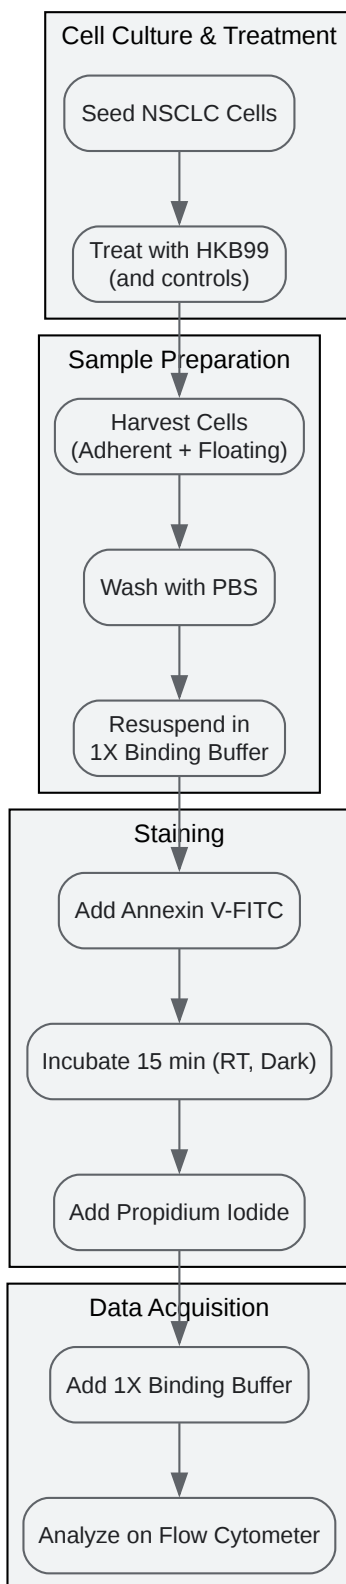 Cell Culture & Treatment
Seed NSCLC Cells
Treat with HKB99
(and controls)
Sample Preparation
Harvest Cells
(Adherent + Floating)
Wash with PBS
Resuspend in
1X Binding Buffer
Staining
Add Annexin V-FITC
Incubate 15 min (RT, Dark)
Add Propidium Iodide
Data Acquisition
Add 1X Binding Buffer
Analyze on Flow Cytometer